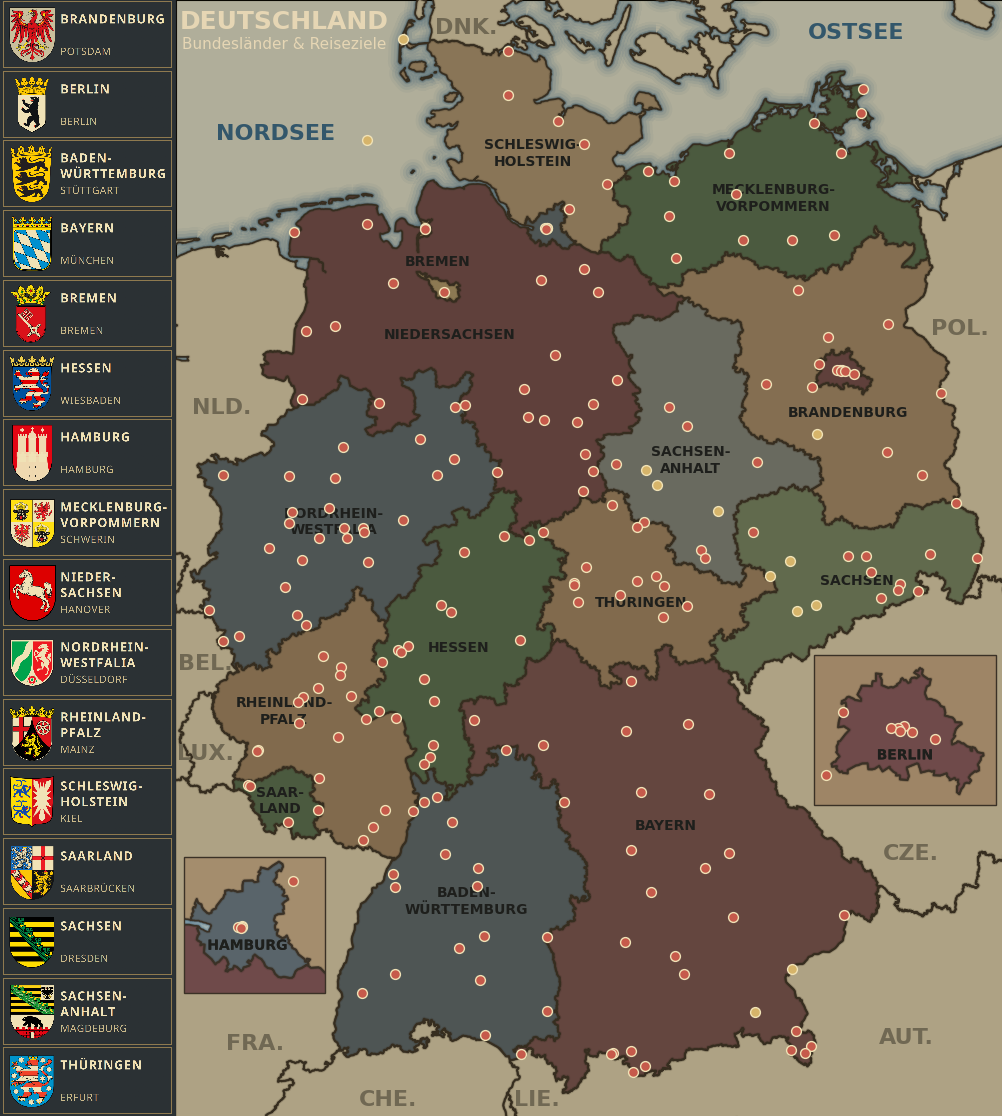 BRANDENBURG
POTSDAM
BERLIN
BERLIN
BADEN-
WÜRTTEMBURG
STÜTTGART
BAYERN
MÜNCHEN
BREMEN
BREMEN
HESSEN
WIESBADEN
HAMBURG
HAMBURG
MECKLENBURG-
VORPOMMERN
SCHWERIN
NIEDER-
SACHSEN
HANOVER
NORDRHEIN-
WESTFALIA
DÜSSELDORF
RHEINLAND-
PFALZ
MAINZ
SCHLESWIG-
HOLSTEIN
KIEL
SAARLAND
SAARBRÜCKEN
SACHSEN
DRESDEN
SACHSEN-
ANHALT
MAGDEBURG
THÜRINGEN
ERFURT
DEUTSCHLAND
Bundesländer & Reiseziele
DNK.
OSTSEE
NORDSEE
SCHLESWIG-
HOLSTEIN
MECKLENBURG-
VORPOMMERN
BREMEN
NIEDERSACHSEN
POL.
NLD.
BRANDENBURG
SACHSEN-
ANHALT
NORDRHEIN-
WESTFALIA
SACHSEN
THÜRINGEN
HESSEN
BEL.
RHEINLAND-
PFALZ
LUX.
BERLIN
SAAR-
LAND
BAYERN
CZE.
BADEN-
WÜRTTEMBURG
HAMBURG
FRA.
AUT.
CHE.
LIE.